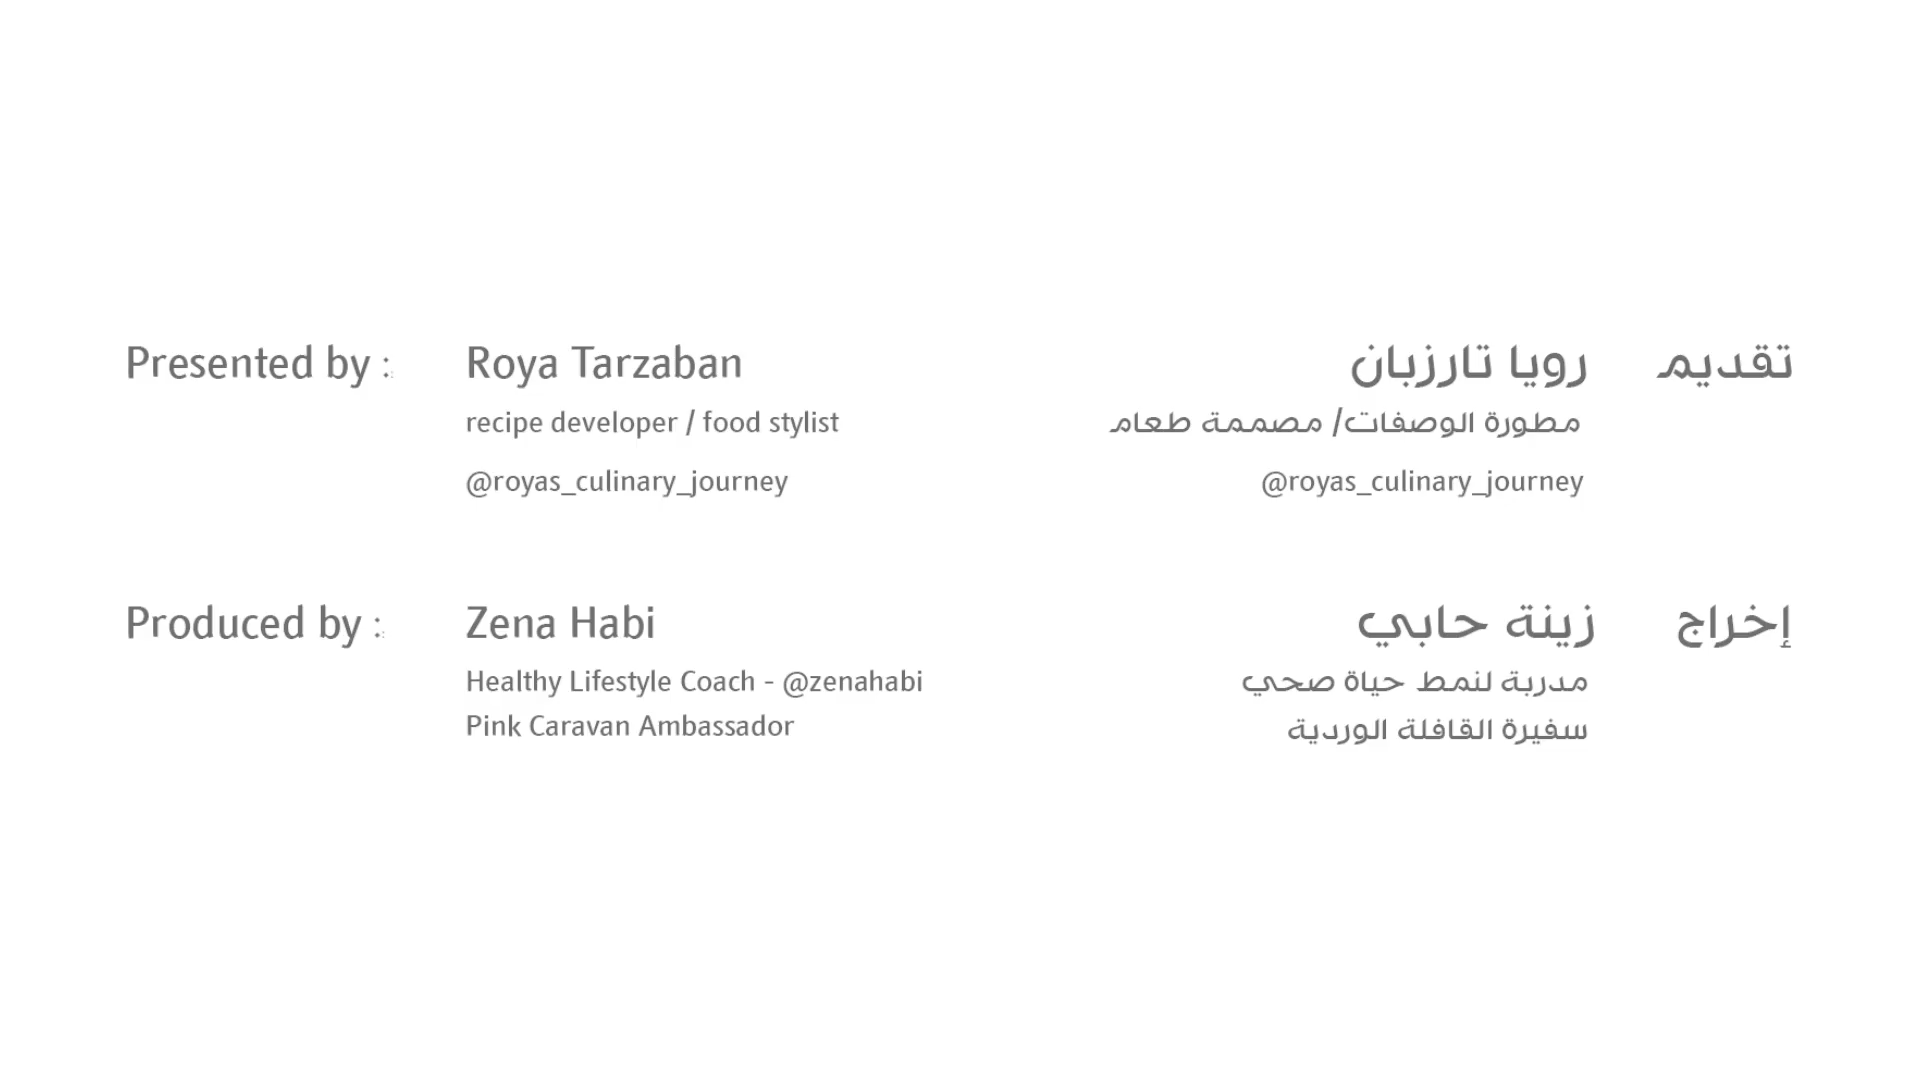 Presented by : Roya Tarzaban
recipe developer / food stylist
@royas_culinary_journey
Produced by : Zena Habi
Healthy Lifestyle Coach - @zenahabi
Pink Caravan Ambassador
تقديم رويا تارزبان
مطورة الوصفات/ مصممة طعام
@royas_culinary_journey
إخراج زينة حابي
مدربة لنمط حياة صحي
سفيرة القافلة الوردية